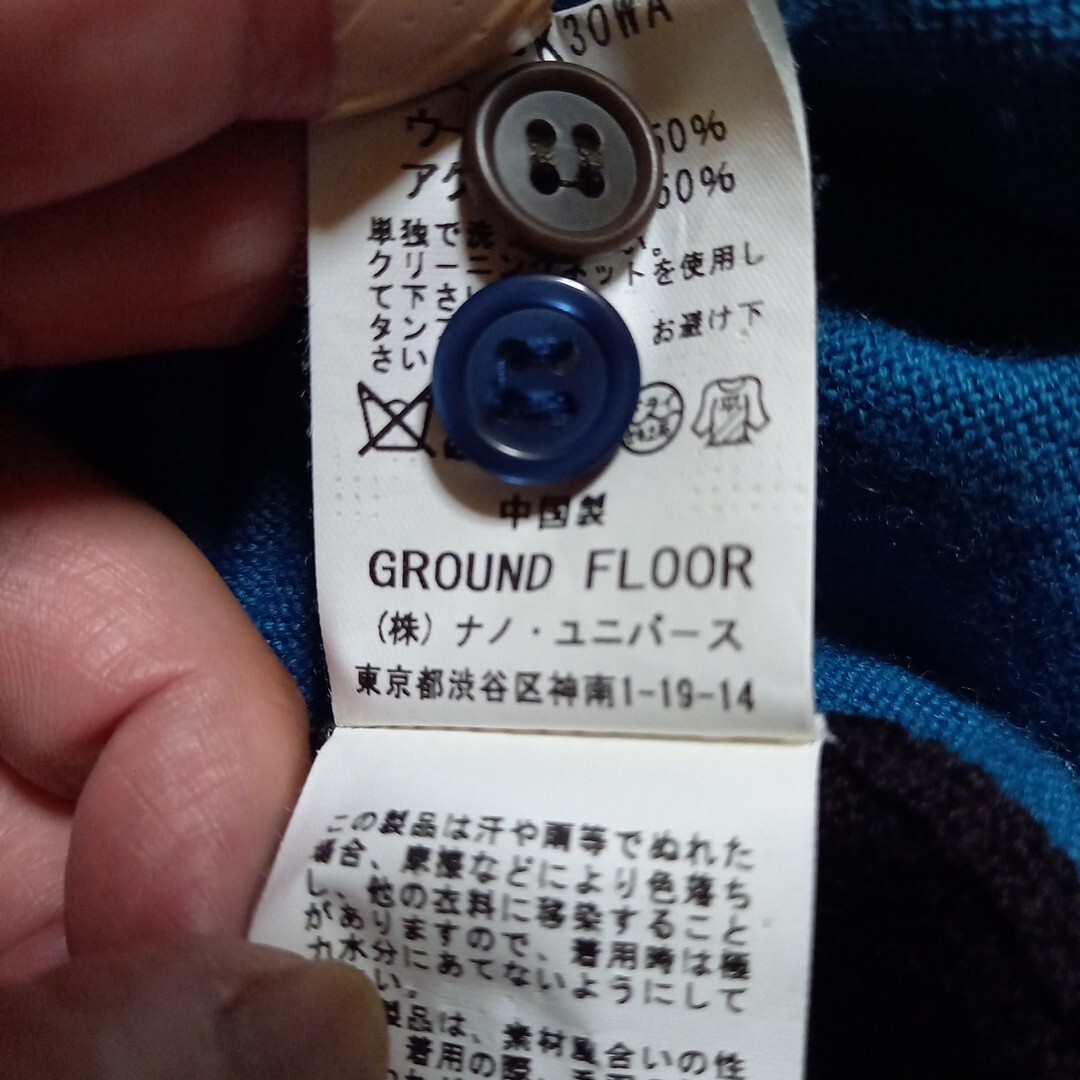 K30WA
ウー 50%
アク 50%
単独で洗 い。
クリーニングネットを使用し
て下さい
タン お避け下
さい
中国製
GROUND FLOOR
(株) ナノ・ユニバース
東京都渋谷区神南1-19-14
この製品は汗や雨等でぬれた
場合、摩擦などにより色落ち
し、他の衣料に移染すること
がありますので、着用時は極
力水分にあてないようにして
い。
製品は、素材風合いの性
着用の際、